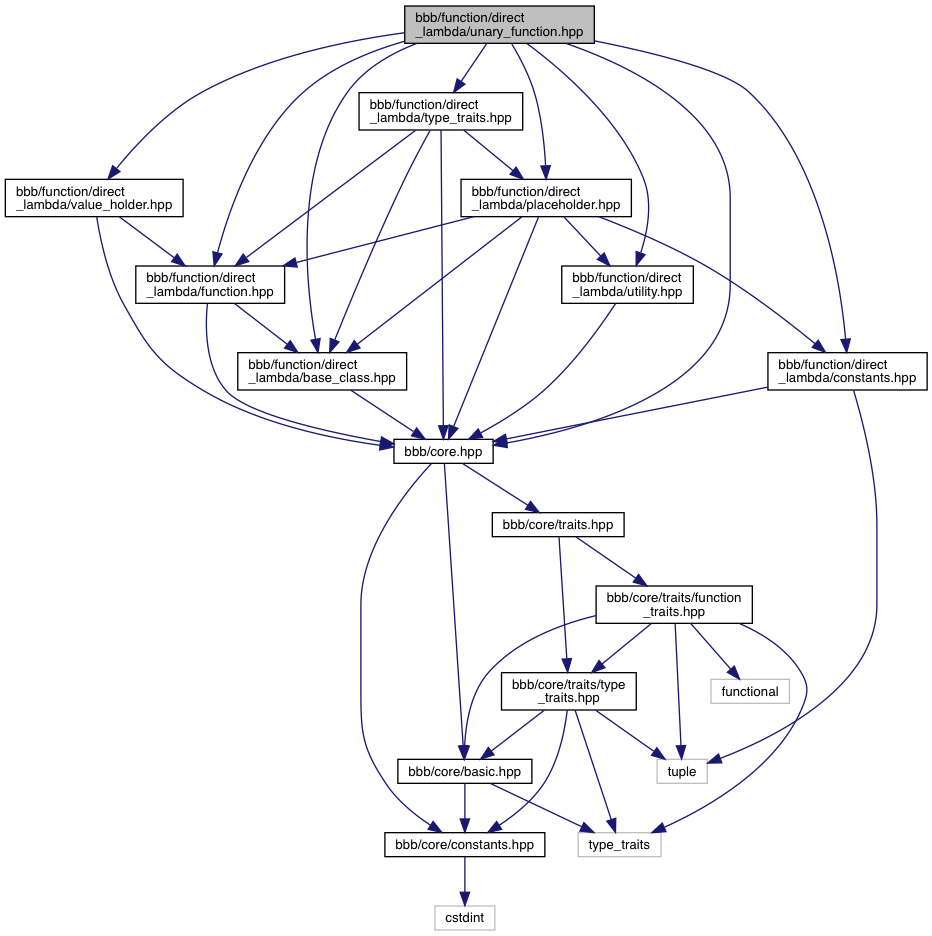 bbb/function/direct
_lambda/unary_function.hpp
bbb/function/direct
_lambda/type_traits.hpp
bbb/function/direct
_lambda/value_holder.hpp
bbb/function/direct
_lambda/placeholder.hpp
bbb/function/direct
_lambda/function.hpp
bbb/function/direct
_lambda/utility.hpp
bbb/function/direct
_lambda/base_class.hpp
bbb/function/direct
_lambda/constants.hpp
bbb/core.hpp
bbb/core/traits.hpp
bbb/core/traits/function
_traits.hpp
bbb/core/traits/type
_traits.hpp
functional
bbb/core/basic.hpp
tuple
bbb/core/constants.hpp
type_traits
cstdint